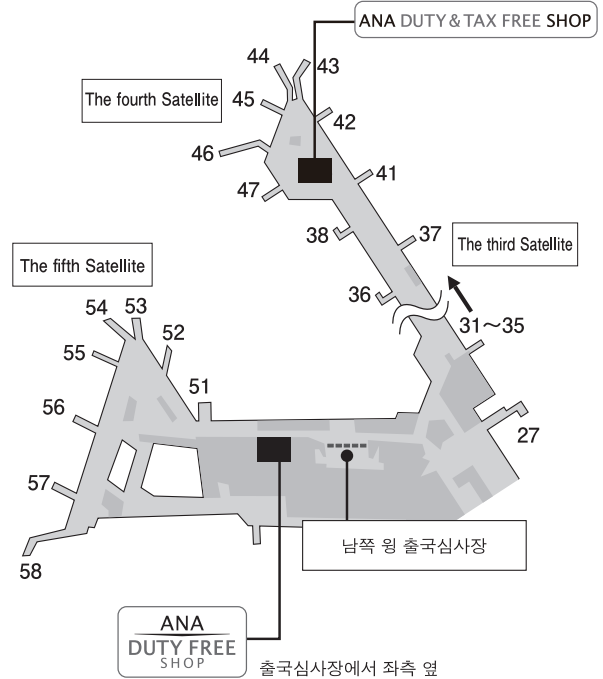 ANA DUTY & TAX FREE SHOP
44
43
The fourth Satellite
45
42
46
41
47
38
37
The third Satellite
The fifth Satellite
36
54
53
31~35
52
55
51
56
27
57
남쪽 윙 출국심사장
58
ANA
DUTY FREE
SHOP
출국심사장에서 좌측 옆